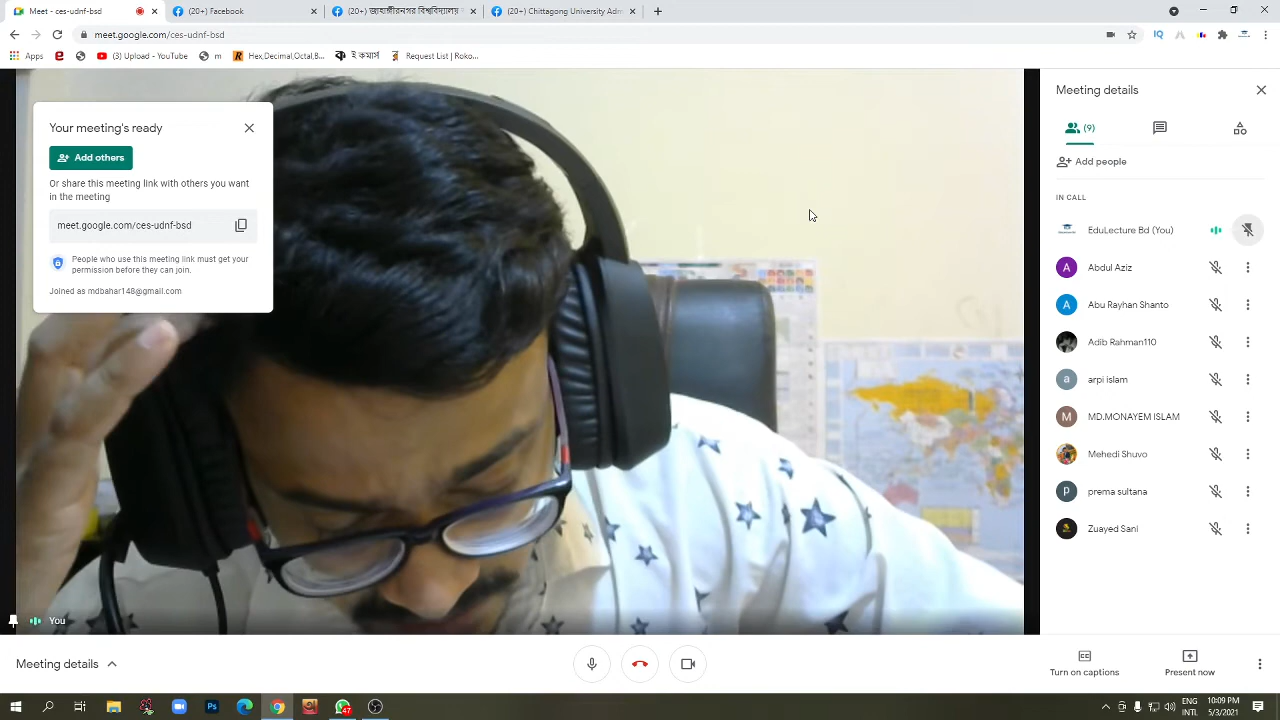 Meet - ces-udnf-bsd
(20+) Facebook
(20+) জাহাঙ্গীরনগর বিশ্ববিদ্যালয়
(20+) Chittagong University Adm
meet.google.com/ces-udnf-bsd
IQ
Apps
(3) Upload - YouTube
m
Hex,Decimal,Octal,B...
ই কমার্স
Request List | Roko...
Your meeting's ready
Add others
Or share this meeting link with others you want
in the meeting
meet.google.com/ces-udnf-bsd
People who use this meeting link must get your
permission before they can join.
Joined as mdsahar148@gmail.com
You
Meeting details
(9)
Add people
IN CALL
EduLecture Bd (You)
A Abdul Aziz
A Abu Rayhan Shanto
Adib Rahman110
a arpi islam
M MD.MONAYEM ISLAM
Mehedi Shuvo
p prema sultana
Zuayed Sani
Meeting details
Turn on captions
Present now
Ps
47
ENG
INTL
10:09 PM
5/3/2021